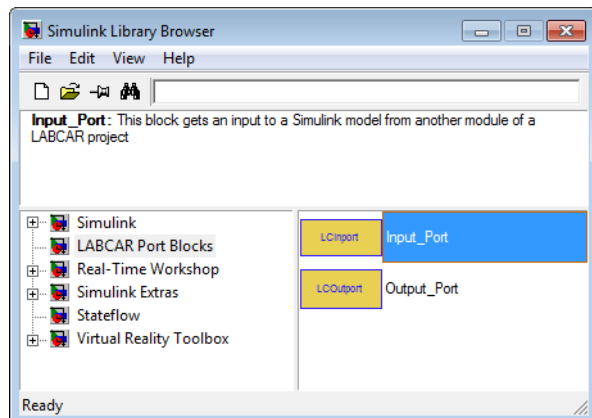 Simulink Library Browser
File Edit View Help
Input_Port: This block gets an input to a Simulink model from another module of a
LABCAR project
Simulink
LABCAR Port Blocks
Real-Time Workshop
Simulink Extras
Stateflow
Virtual Reality Toolbox
LCInport Input_Port
LCOutport Output_Port
Ready